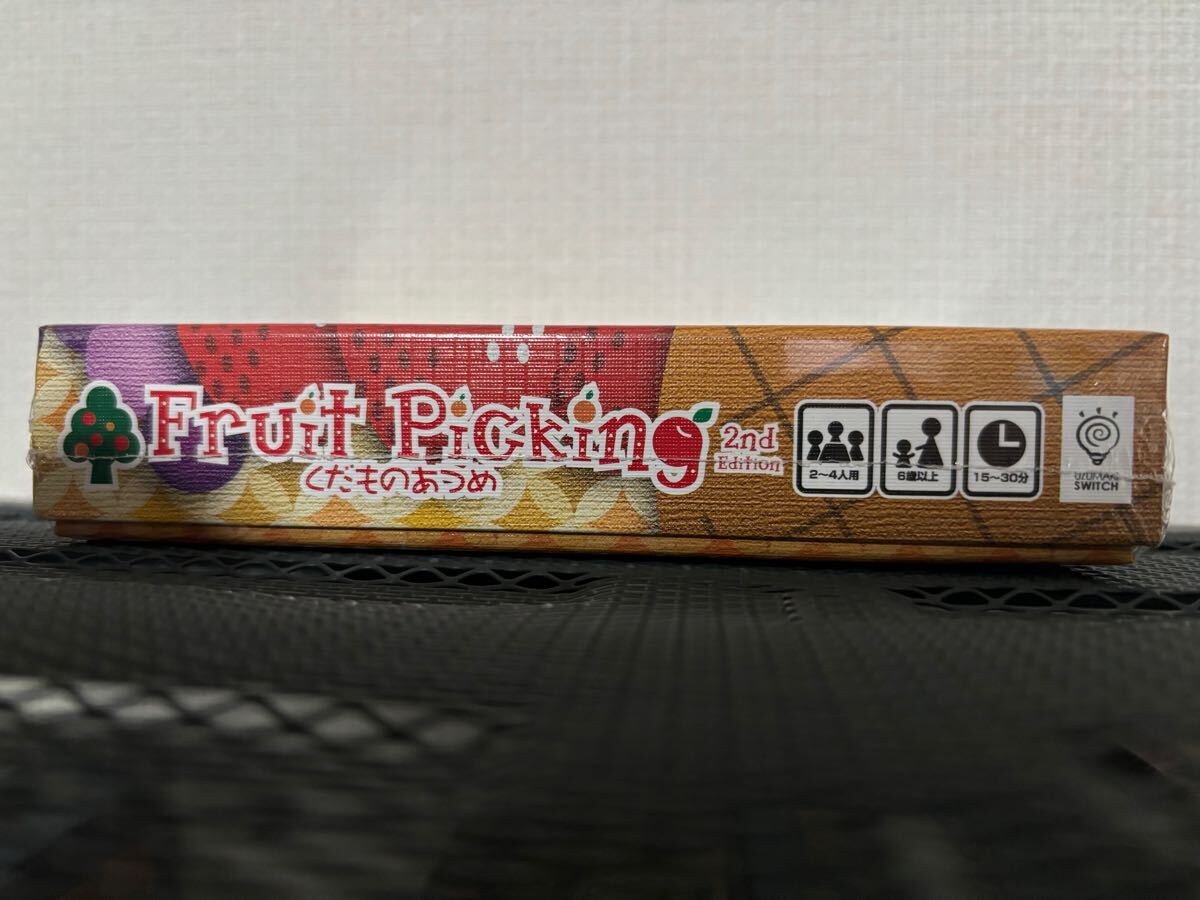 Fruit Picking
くだものあつめ
2nd
Edition
2～4人用
6歳以上
15～30分
UZUMAKI
SWITCH